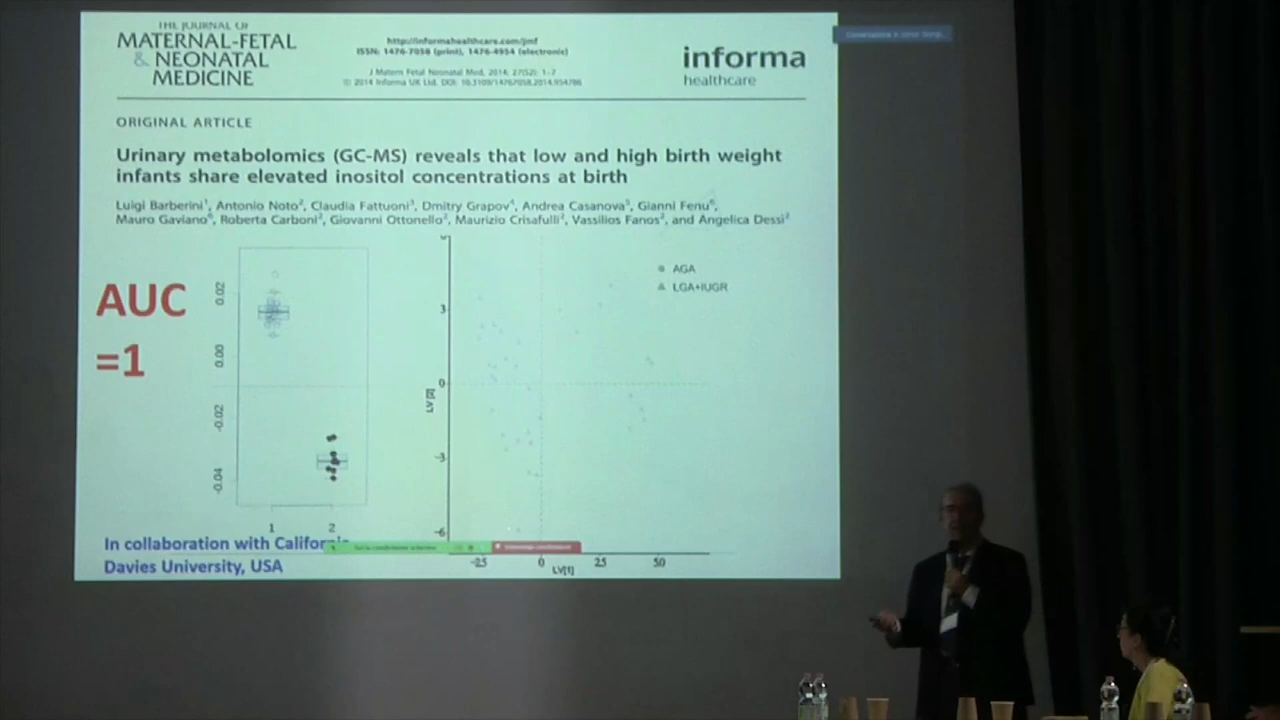 THE JOURNAL OF
MATERNAL-FETAL
& NEONATAL
MEDICINE
http://informahealthcare.com/jmf
ISSN: 1476-7058 (print), 1476-4954 (electronic)
J Matern Fetal Neonatal Med, 2014; 27(S2): 1–7
© 2014 Informa UK Ltd. DOI: 10.3109/14767058.2014.954786
informa
healthcare
ORIGINAL ARTICLE
Urinary metabolomics (GC-MS) reveals that low and high birth weight
infants share elevated inositol concentrations at birth
Luigi Barberini1, Antonio Noto2, Claudia Fattuoni3, Dmitry Grapov4, Andrea Casanova5, Gianni Fenu6,
Mauro Gaviano6, Roberta Carboni2, Giovanni Ottonello2, Maurizio Crisafulli2, Vassilios Fanos2, and Angelica Dessì2
AUC
=1
0.02
0.00
-0.02
-0.04
1
2
AGA
LGA+IUGR
3
0
-3
-6
LV[2]
-25
0
25
50
LV[1]
In collaboration with Californ
Davies University, USA